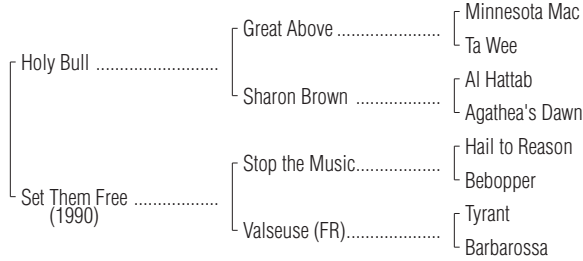 Minnesota Mac
Great Above ..................
Ta Wee
Holy Bull ........................
Al Hattab
Sharon Brown .................
Agathea's Dawn
Hail to Reason
Stop the Music.................
Bebopper
Set Them Free .................
(1990)
Tyrant
Valseuse (FR)...................
Barbarossa